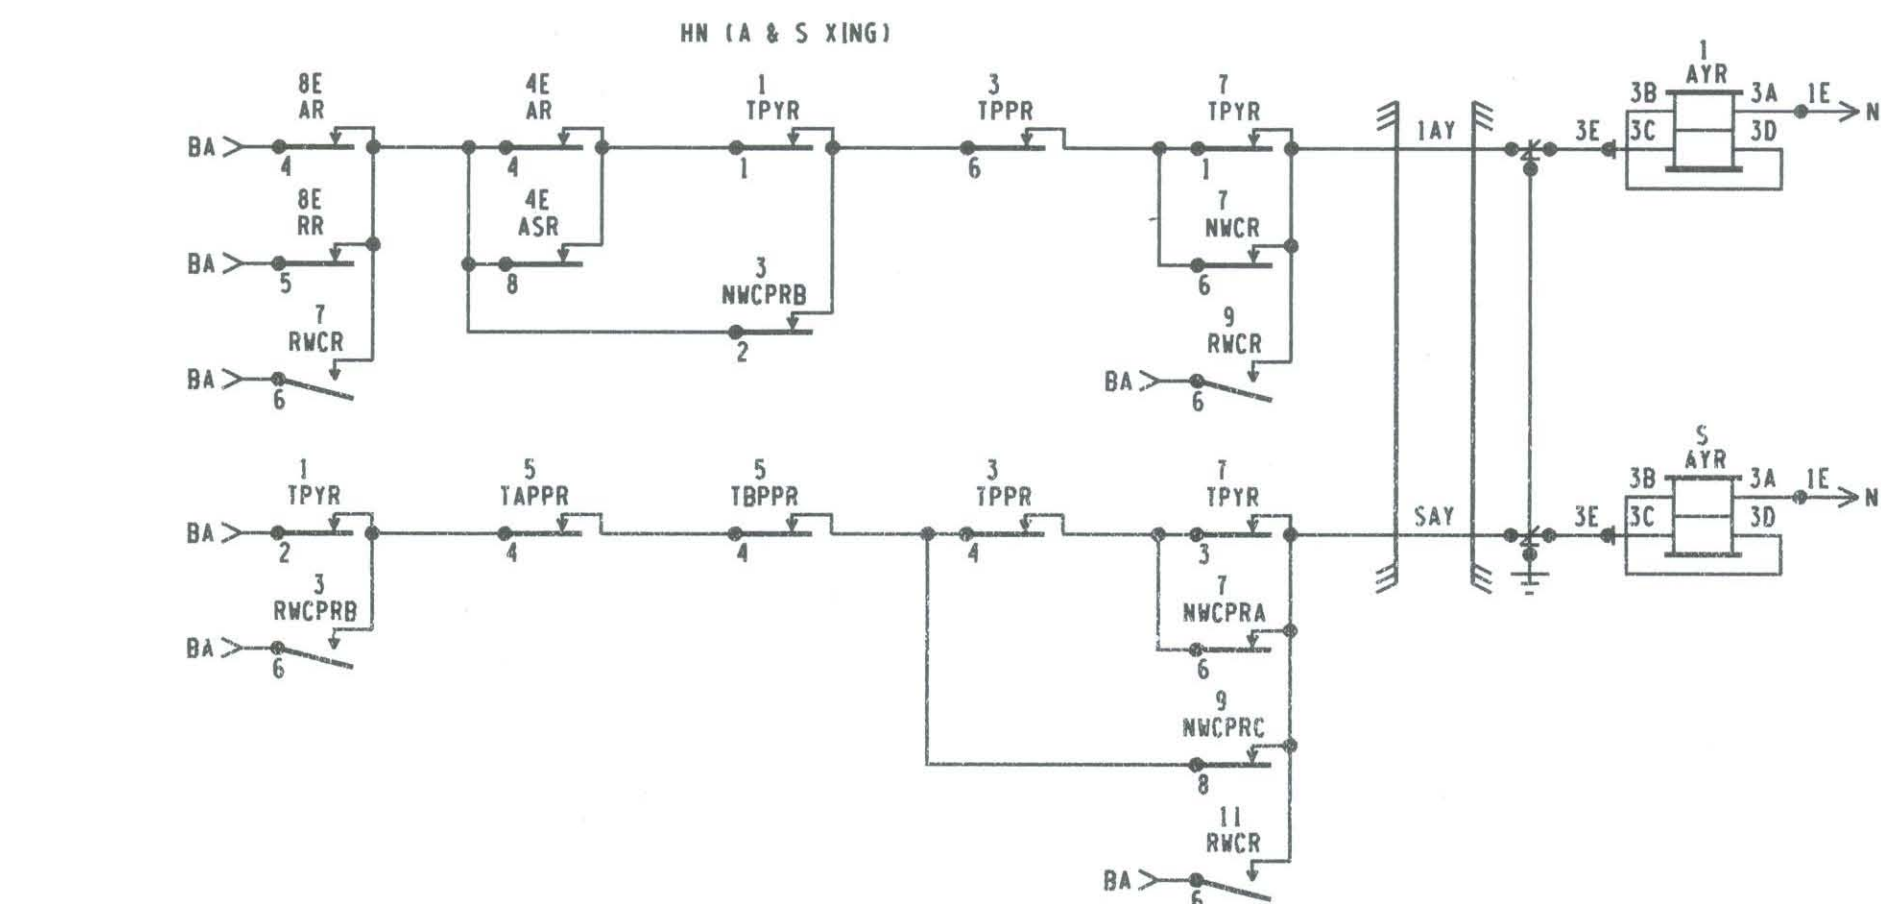 HN (A & S XING)
8E
AR
4E
AR
1
TPYR
3
TPPR
7
TPYR
1
AYR
3B
3A
1E
N
BA
4
4
1
6
1
1AY
3E
3C
3D
8E
RR
4E
ASR
7
NWCR
BA
5
8
6
3
NWCPRB
2
7
RWCR
9
RWCR
BA
6
BA
6
1
TPYR
5
TAPPR
5
TBPPR
3
TPPR
7
TPYR
S
AYR
3B
3A
1E
N
BA
2
4
4
4
3
SAY
3E
3C
3D
3
RWCPRB
7
NWCPRA
BA
6
6
9
NWCPRC
8
11
RWCR
BA
6